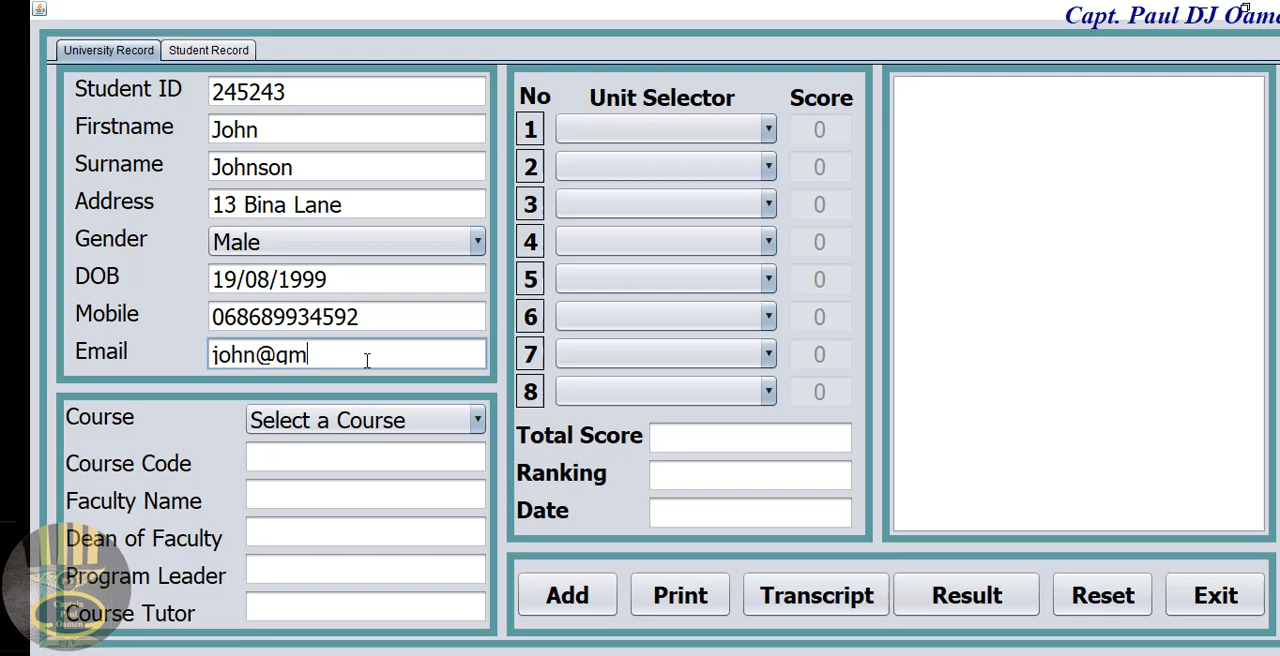 Capt. Paul DJ Oame
University Record
Student Record
Student ID 245243
Firstname John
Surname Johnson
Address 13 Bina Lane
Gender Male
DOB 19/08/1999
Mobile 068689934592
Email john@gm
Course Select a Course
Course Code
Faculty Name
Dean of Faculty
Program Leader
Course Tutor
Captain
Paul
Oamen
No Unit Selector Score
1 0
2 0
3 0
4 0
5 0
6 0
7 0
8 0
Total Score
Ranking
Date
Add Print Transcript Result Reset Exit